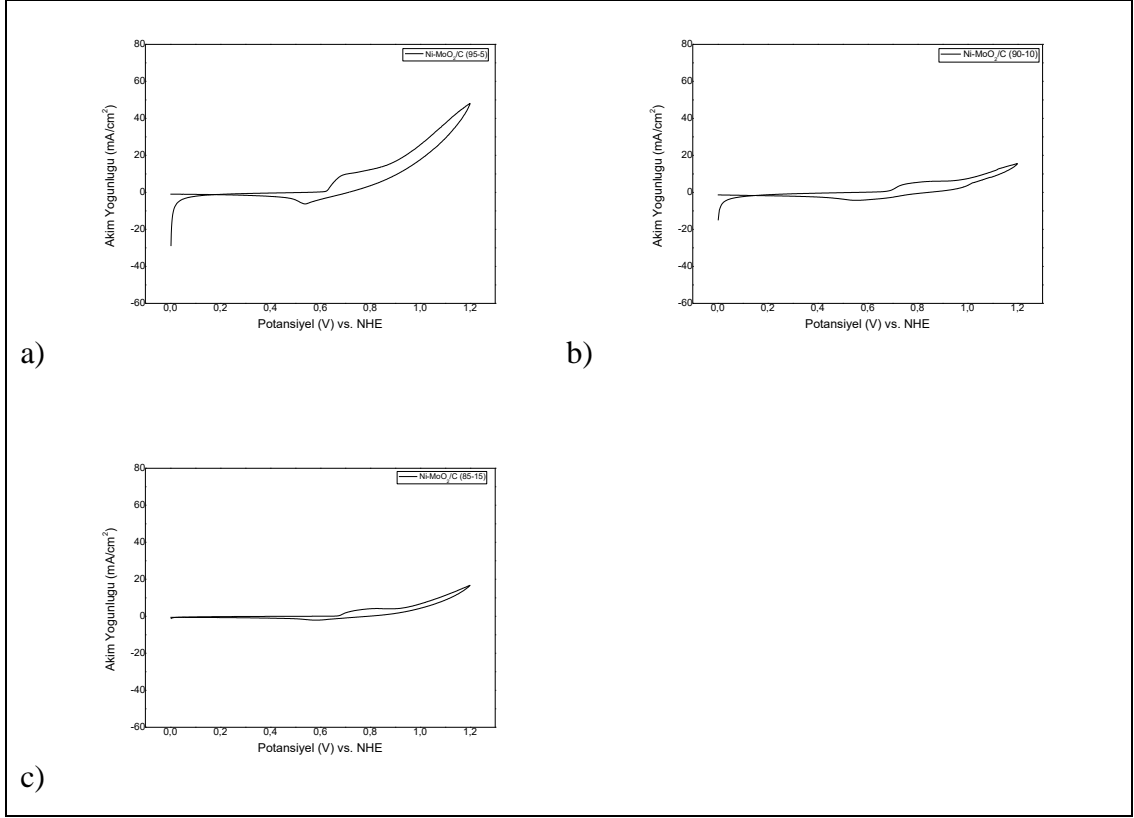 80
60
40
20
0
-20
-40
-60
Akim Yogunlugu (mA/cm²)
Ni-MoO₂/C (95-5)
0,0 0,2 0,4 0,6 0,8 1,0 1,2
Potansiyel (V) vs. NHE
a)
80
60
40
20
0
-20
-40
-60
Akim Yogunlugu (mA/cm²)
Ni-MoO₂/C (90-10)
0,0 0,2 0,4 0,6 0,8 1,0 1,2
Potansiyel (V) vs. NHE
b)
80
60
40
20
0
-20
-40
-60
Akim Yogunlugu (mA/cm²)
Ni-MoO₂/C (85-15)
0,0 0,2 0,4 0,6 0,8 1,0 1,2
Potansiyel (V) vs. NHE
c)